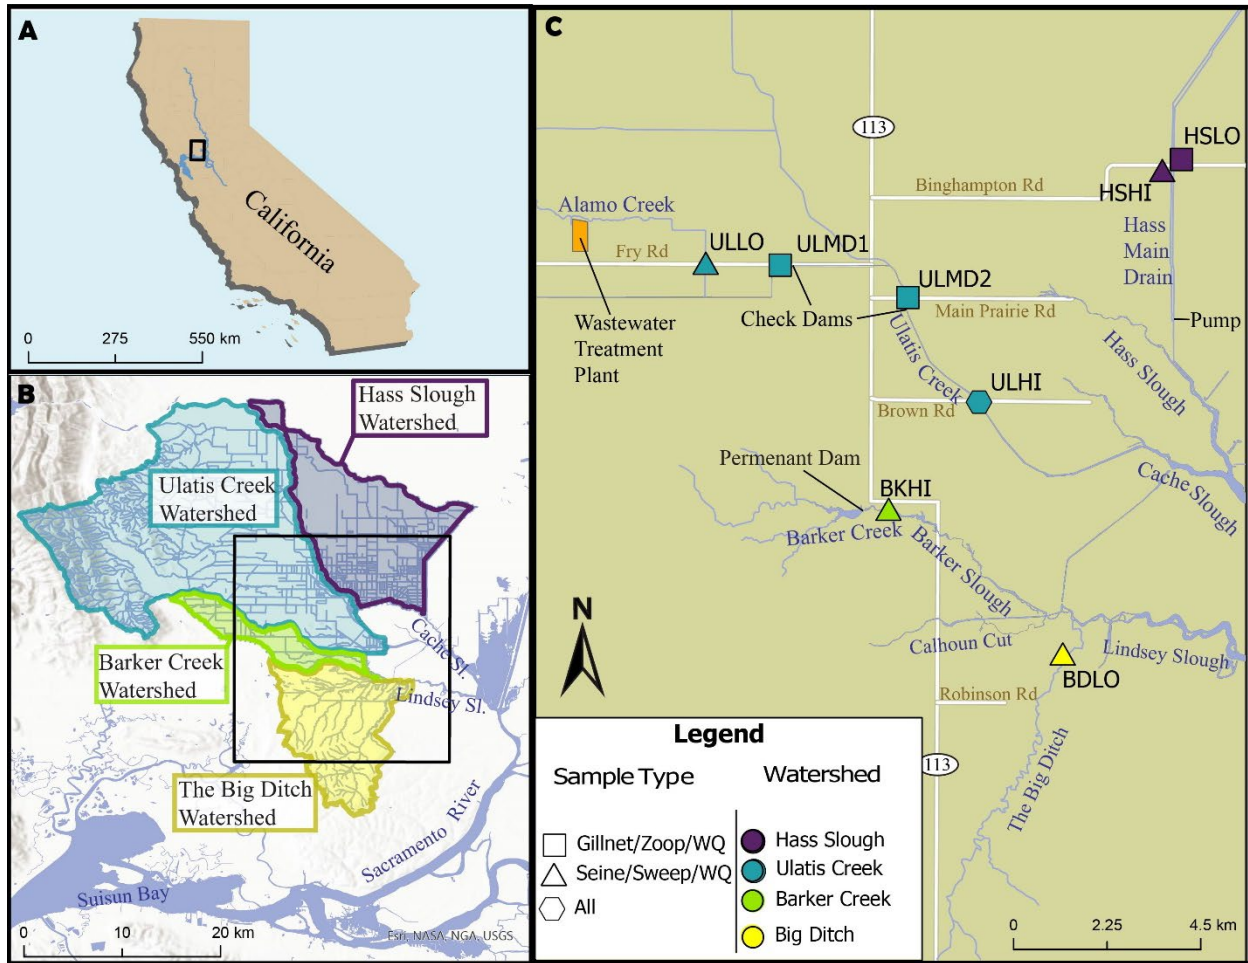 A
California
0
275
550 km
B
Hass Slough
Watershed
Ulatis Creek
Watershed
Barker Creek
Watershed
Cache Sl.
Lindsey Sl.
The Big Ditch
Watershed
Sacramento River
Suisun Bay
Esri, NASA, NGA, USGS
0
10
20 km
C
113
HSLO
Binghampton Rd
HSHI
Alamo Creek
Hass
Main
Drain
ULLO
ULMD1
Fry Rd
ULMD2
Main Prairie Rd
Check Dams
Pump
Wastewater
Treatment
Plant
Ulatis Creek
Hass Slough
ULHI
Brown Rd
Permenant Dam
Cache Slough
BKHI
Barker Creek
Barker Slough
N
Calhoun Cut
Lindsey Slough
BDLO
Robinson Rd
113
The Big Ditch
Legend
Sample Type
Watershed
Gillnet/Zoop/WQ
Seine/Sweep/WQ
All
Hass Slough
Ulatis Creek
Barker Creek
Big Ditch
0
2.25
4.5 km